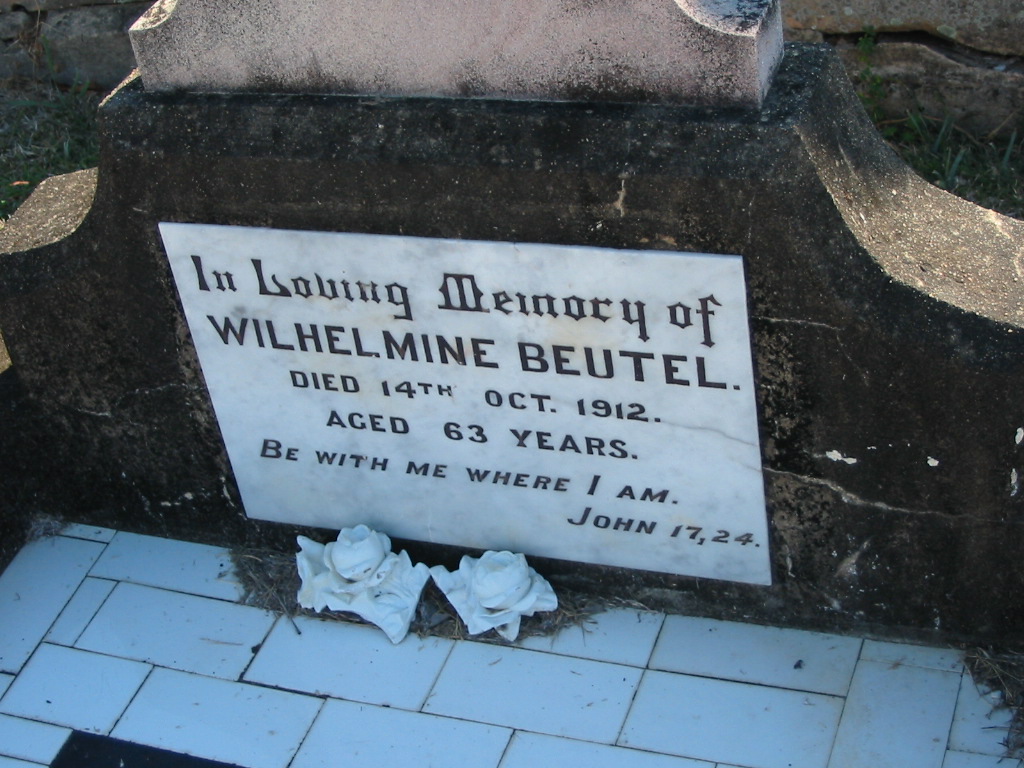 In Loving Memory of
WILHELMINE BEUTEL.
DIED 14TH OCT. 1912.
AGED 63 YEARS.
BE WITH ME WHERE I AM.
JOHN 17,24.